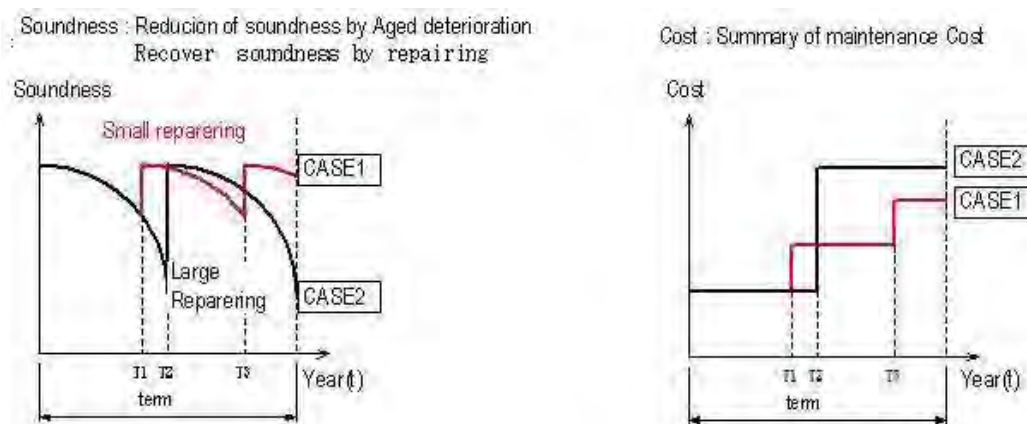 Soundness : Reducion of soundness by Aged deterioration
: Recover soundness by repairing
Soundness
Small reparering
CASE1
Large
Reparering
CASE2
T1 T2 T3 Year(t)
term
Cost : Summary of maintenance Cost
Cost
CASE2
CASE1
T1 T2 T3 Year(t)
term